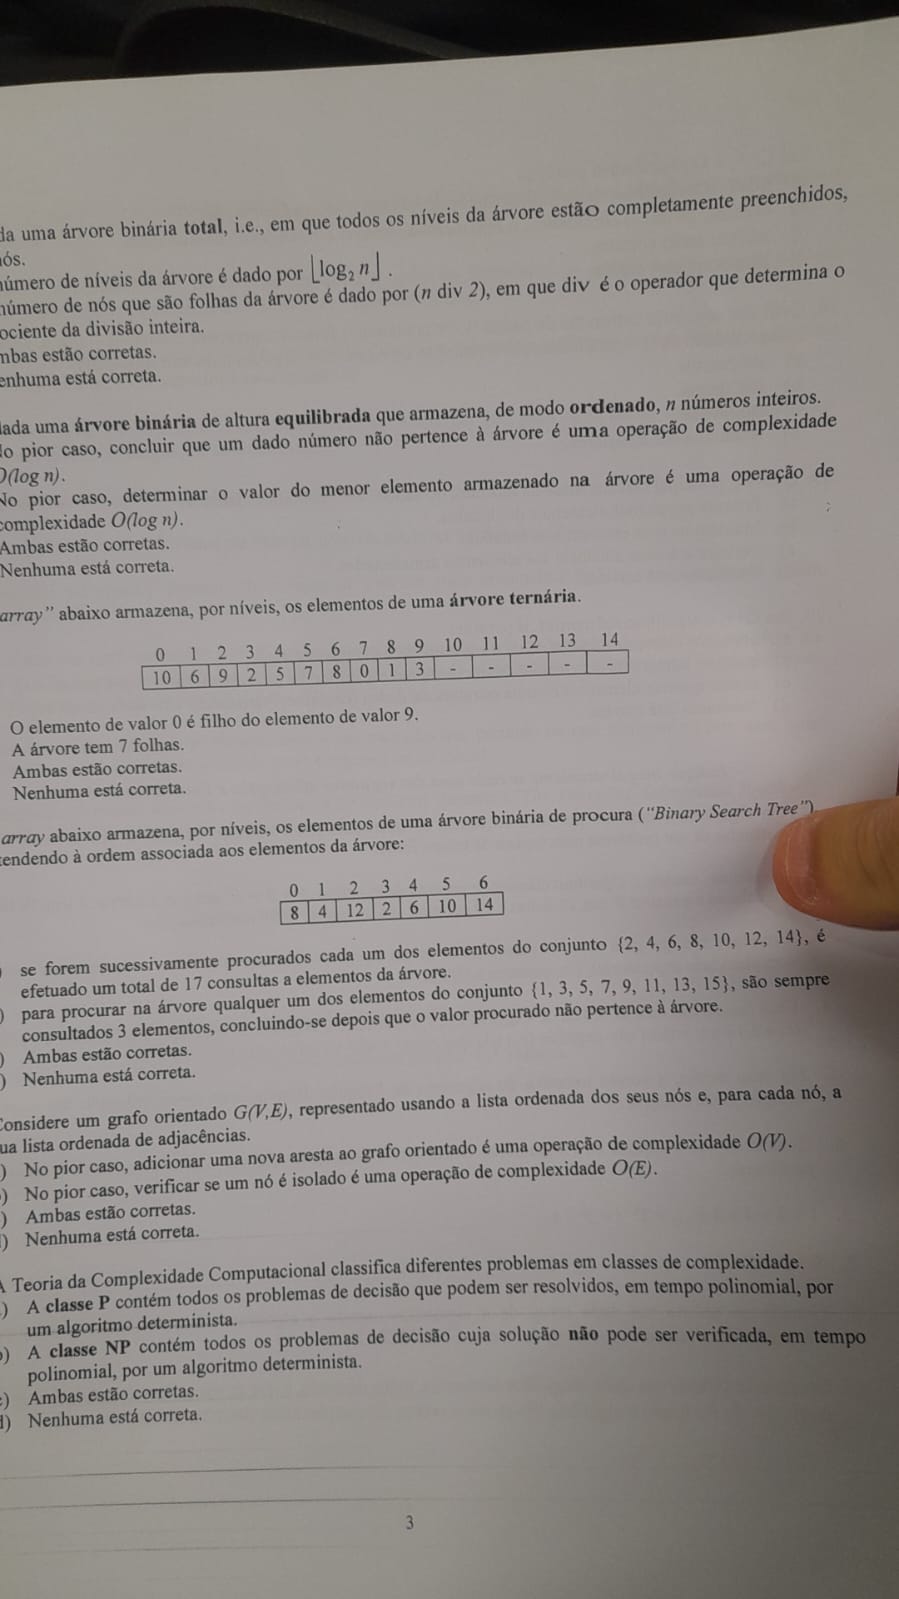 uma árvore binária total, i.e., em que todos os níveis da árvore estão completamente preenchidos,
nós.
número de níveis da árvore é dado por ⌊log₂ n⌋ .
número de nós que são folhas da árvore é dado por (n div 2), em que div é o operador que determina o
ociente da divisão inteira.
mbas estão corretas.
enhuma está correta.
dada uma árvore binária de altura equilibrada que armazena, de modo ordenado, n números inteiros.
No pior caso, concluir que um dado número não pertence à árvore é uma operação de complexidade
O(log n).
No pior caso, determinar o valor do menor elemento armazenado na árvore é uma operação de
complexidade O(log n).
Ambas estão corretas.
Nenhuma está correta.
array” abaixo armazena, por níveis, os elementos de uma árvore ternária.
0 1 2 3 4 5 6 7 8 9 10 11 12 13 14
10 6 9 2 5 7 8 0 1 3 - - - - -
O elemento de valor 0 é filho do elemento de valor 9.
A árvore tem 7 folhas.
Ambas estão corretas.
Nenhuma está correta.
array abaixo armazena, por níveis, os elementos de uma árvore binária de procura (“Binary Search Tree”)
tendendo à ordem associada aos elementos da árvore:
0 1 2 3 4 5 6
8 4 12 2 6 10 14
) se forem sucessivamente procurados cada um dos elementos do conjunto {2, 4, 6, 8, 10, 12, 14}, é
efetuado um total de 17 consultas a elementos da árvore.
) para procurar na árvore qualquer um dos elementos do conjunto {1, 3, 5, 7, 9, 11, 13, 15}, são sempre
consultados 3 elementos, concluindo-se depois que o valor procurado não pertence à árvore.
) Ambas estão corretas.
) Nenhuma está correta.
Considere um grafo orientado G(V,E), representado usando a lista ordenada dos seus nós e, para cada nó, a
ua lista ordenada de adjacências.
) No pior caso, adicionar uma nova aresta ao grafo orientado é uma operação de complexidade O(V).
) No pior caso, verificar se um nó é isolado é uma operação de complexidade O(E).
) Ambas estão corretas.
) Nenhuma está correta.
A Teoria da Complexidade Computacional classifica diferentes problemas em classes de complexidade.
) A classe P contém todos os problemas de decisão que podem ser resolvidos, em tempo polinomial, por
um algoritmo determinista.
) A classe NP contém todos os problemas de decisão cuja solução não pode ser verificada, em tempo
polinomial, por um algoritmo determinista.
) Ambas estão corretas.
) Nenhuma está correta.
3